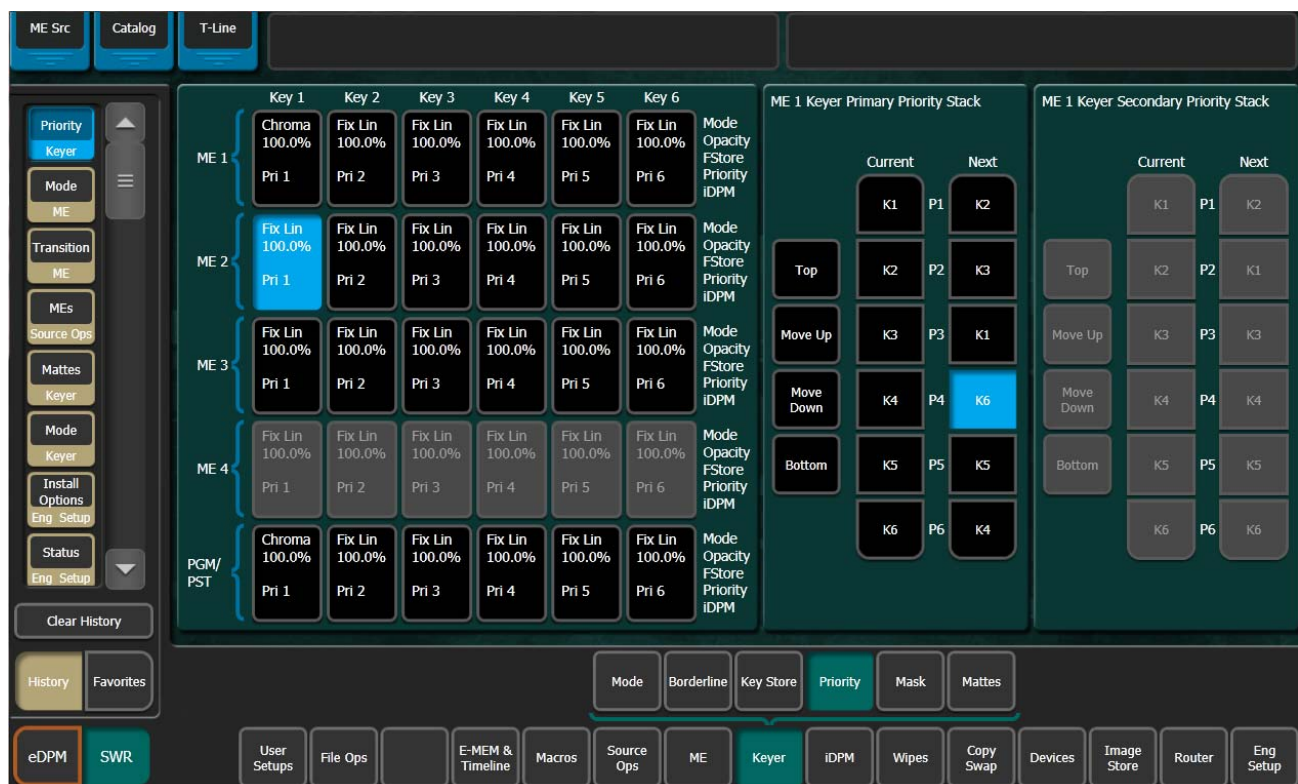 ME Src Catalog T-Line
Key 1 Key 2 Key 3 Key 4 Key 5 Key 6
ME 1 Keyer Primary Priority Stack
ME 1 Keyer Secondary Priority Stack
Priority
Keyer
Mode
ME
Transition
ME
MEs
Source Ops
Mattes
Keyer
Mode
Keyer
Install
Options
Eng Setup
Status
Eng Setup
Clear History
History Favorites
eDPM SWR
ME 1
Chroma Fix Lin Fix Lin Fix Lin Fix Lin Fix Lin Mode
100.0% 100.0% 100.0% 100.0% 100.0% 100.0% Opacity
FStore
Pri 1 Pri 2 Pri 3 Pri 4 Pri 5 Pri 6 Priority
iDPM
ME 2
Fix Lin Fix Lin Fix Lin Fix Lin Fix Lin Fix Lin Mode
100.0% 100.0% 100.0% 100.0% 100.0% 100.0% Opacity
FStore
Pri 1 Pri 2 Pri 3 Pri 4 Pri 5 Pri 6 Priority
iDPM
ME 3
Fix Lin Fix Lin Fix Lin Fix Lin Fix Lin Fix Lin Mode
100.0% 100.0% 100.0% 100.0% 100.0% 100.0% Opacity
FStore
Pri 1 Pri 2 Pri 3 Pri 4 Pri 5 Pri 6 Priority
iDPM
ME 4
Fix Lin Fix Lin Fix Lin Fix Lin Fix Lin Fix Lin Mode
100.0% 100.0% 100.0% 100.0% 100.0% 100.0% Opacity
FStore
Pri 1 Pri 2 Pri 3 Pri 4 Pri 5 Pri 6 Priority
iDPM
PGM/
PST
Chroma Fix Lin Fix Lin Fix Lin Fix Lin Fix Lin Mode
100.0% 100.0% 100.0% 100.0% 100.0% 100.0% Opacity
FStore
Pri 1 Pri 2 Pri 3 Pri 4 Pri 5 Pri 6 Priority
iDPM
Current Next
K1 P1 K2
Top K2 P2 K3
Move Up K3 P3 K1
Move
Down K4 P4 K6
Bottom K5 P5 K5
K6 P6 K4
Current Next
K1 P1 K2
Top K2 P2 K1
Move Up K3 P3 K3
Move
Down K4 P4 K4
Bottom K5 P5 K5
K6 P6 K6
Mode Borderline Key Store Priority Mask Mattes
User
Setups
File Ops
E-MEM &
Timeline
Macros
Source
Ops
ME
Keyer
iDPM
Wipes
Copy
Swap
Devices
Image
Store
Router
Eng
Setup